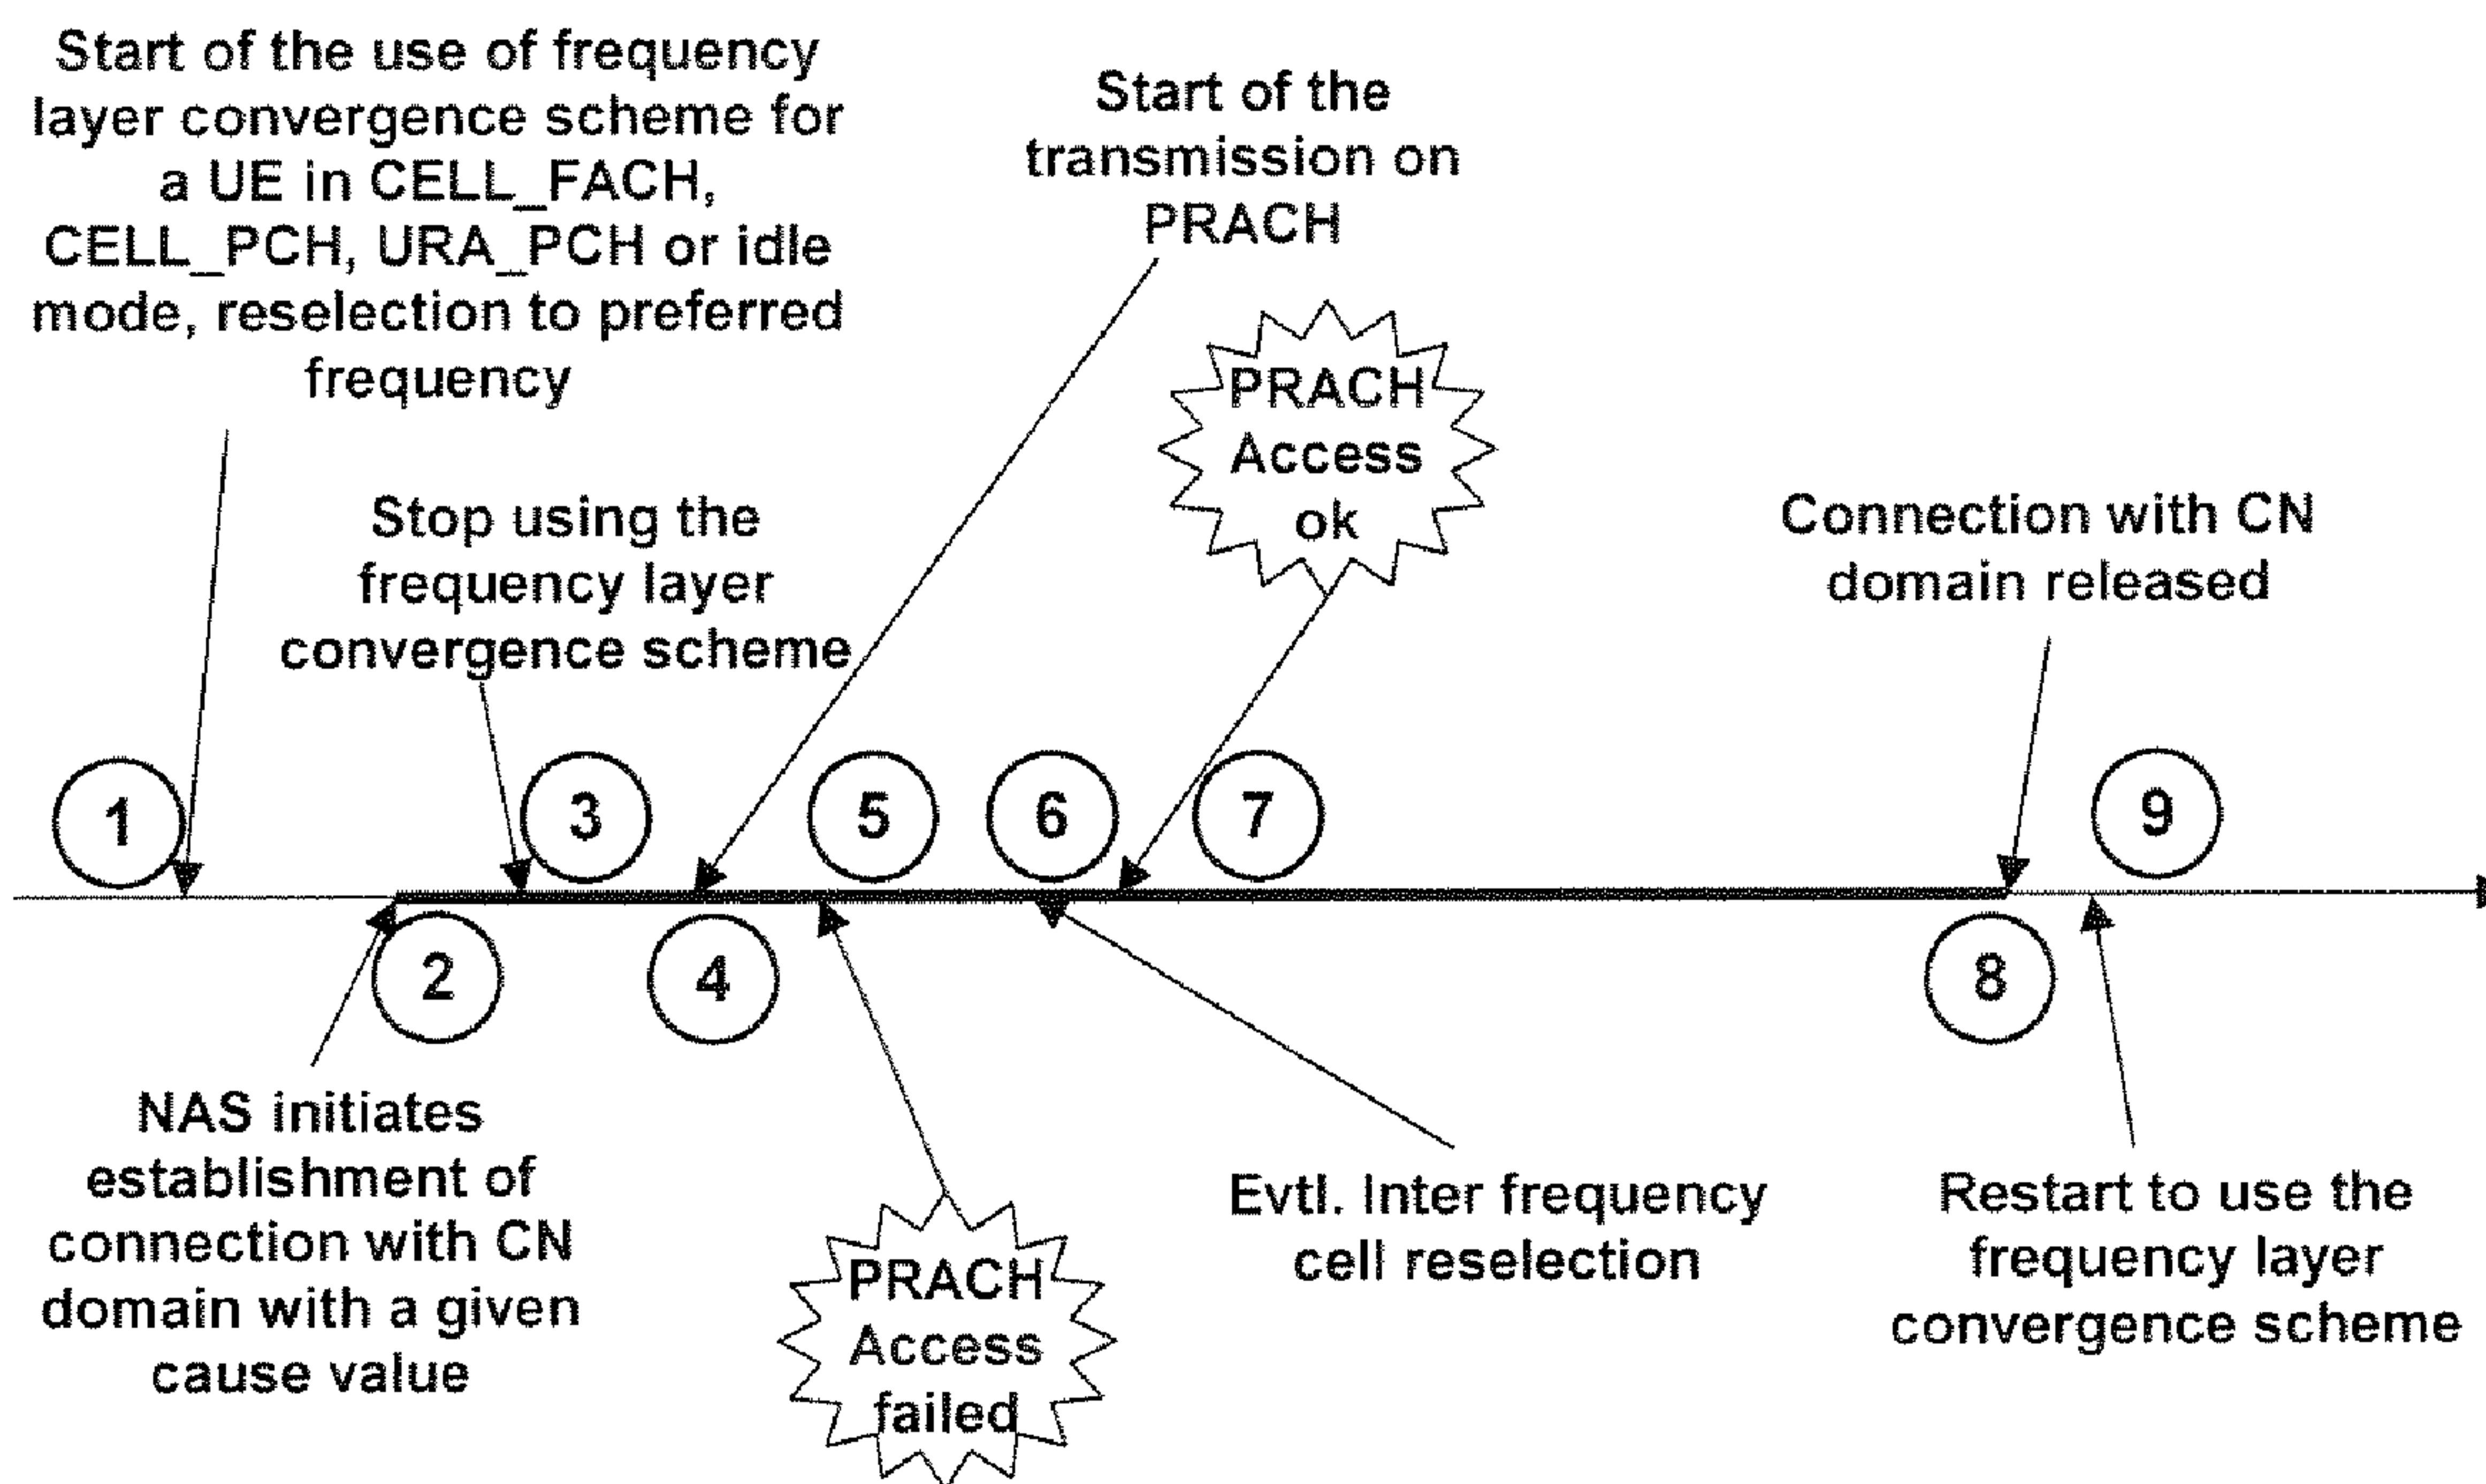 Start of the use of frequency
layer convergence scheme for
a UE in CELL_FACH,
CELL_PCH, URA_PCH or idle
mode, reselection to preferred
frequency
Start of the
transmission on
PRACH
PRACH
Access
ok
Stop using the
frequency layer
convergence scheme
Connection with CN
domain released
1
3
5
6
7
9
2
4
8
NAS initiates
establishment of
connection with CN
domain with a given
cause value
PRACH
Access
failed
Evtl. Inter frequency
cell reselection
Restart to use the
frequency layer
convergence scheme